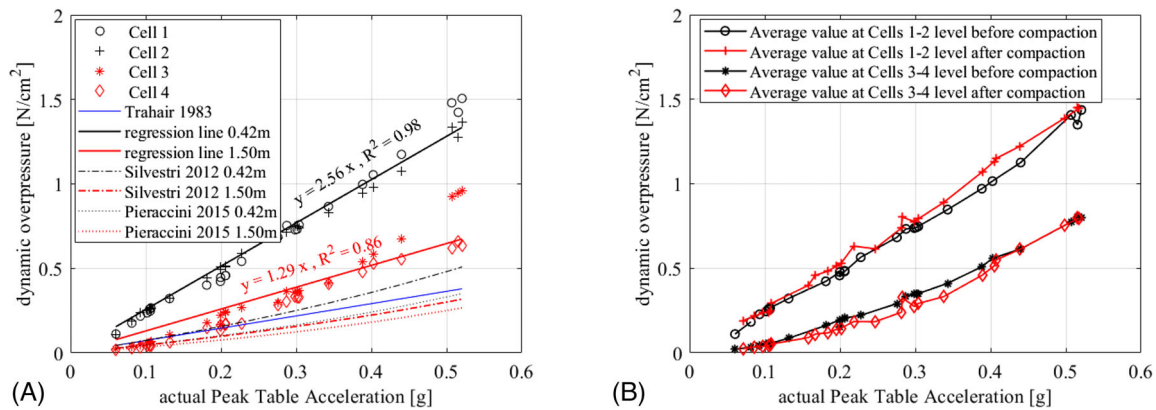 2
1.5
1
0.5
0
0
0.1
0.2
0.3
0.4
0.5
0.6
dynamic overpressure [N/cm²]
actual Peak Table Acceleration [g]
Cell 1
Cell 2
Cell 3
Cell 4
Trahair 1983
regression line 0.42m
regression line 1.50m
Silvestri 2012 0.42m
Silvestri 2012 1.50m
Pieraccini 2015 0.42m
Pieraccini 2015 1.50m
y = 2.56 x , R² = 0.98
y = 1.29 x , R² = 0.86
(A)
2
1.5
1
0.5
0
0
0.1
0.2
0.3
0.4
0.5
0.6
dynamic overpressure [N/cm²]
actual Peak Table Acceleration [g]
Average value at Cells 1-2 level before compaction
Average value at Cells 1-2 level after compaction
Average value at Cells 3-4 level before compaction
Average value at Cells 3-4 level after compaction
(B)